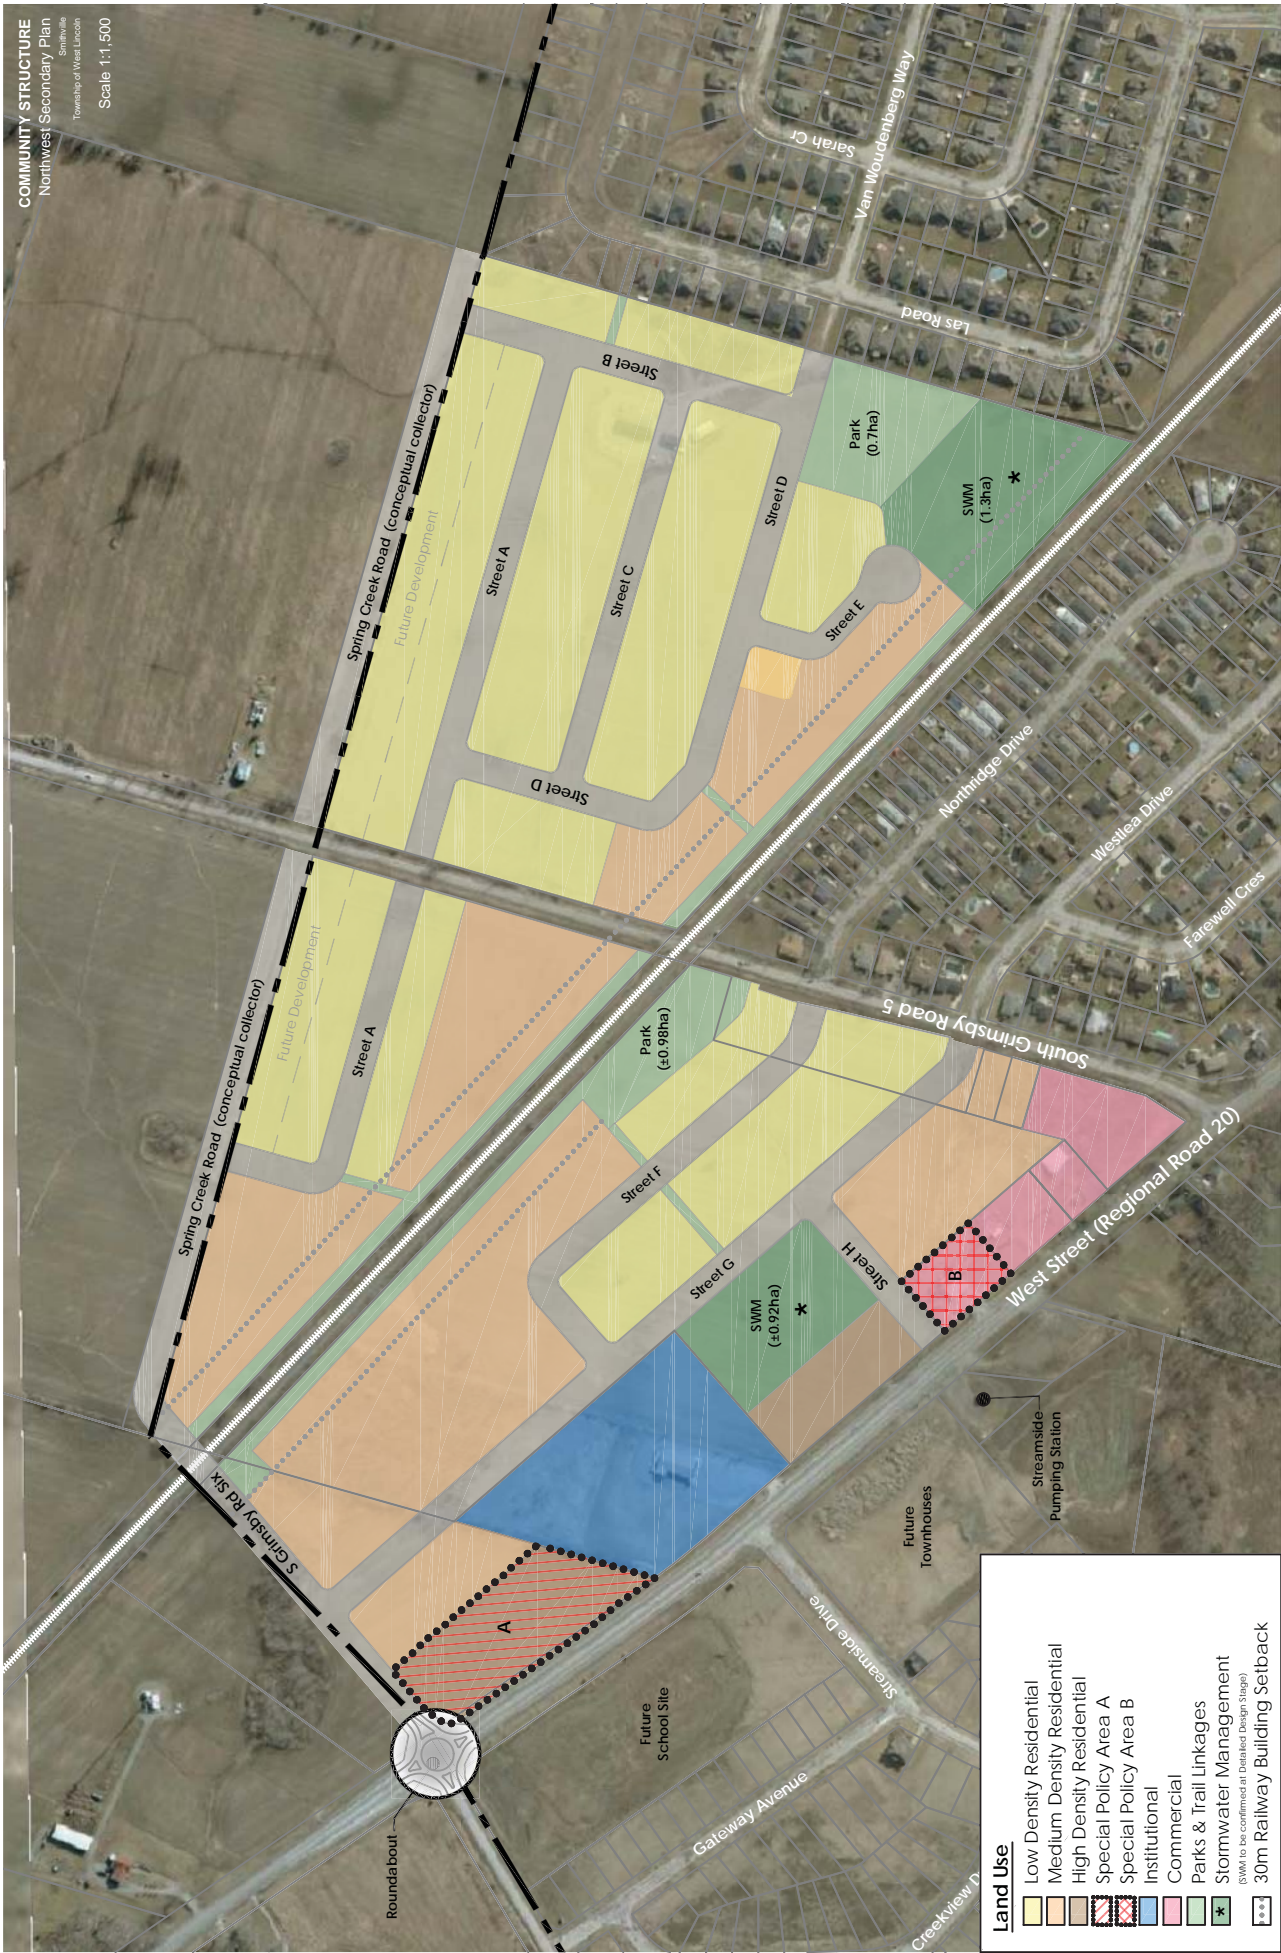 COMMUNITY STRUCTURE
Northwest Secondary Plan
Smithville
Township of West Lincoln
Scale 1:1,500
Sarah Cr
Van Woudenberg Way
Las Road
Spring Creek Road (conceptual collector)
Future Development
Street A
Street B
Street C
Street D
Street D
Street E
Park
(0.7ha)
SWM
(1.3ha)
*
Northridge Drive
Westlea Drive
Farewell Cres
Spring Creek Road (conceptual collector)
Future Development
Street A
Park
(±0.98ha)
South Grimsby Road 5
Street F
Street G
Street H
SWM
(±0.92ha)
*
B
West Street (Regional Road 20)
S Grimsby Rd Six
A
Roundabout
Streamside
Pumping Station
Future
Townhouses
Streamside Drive
Future
School Site
Gateway Avenue
Creekview D
Land Use
Low Density Residential
Medium Density Residential
High Density Residential
Special Policy Area A
Special Policy Area B
Institutional
Commercial
Parks & Trail Linkages
* Stormwater Management
(SWM to be confirmed at Detailed Design Stage)
30m Railway Building Setback